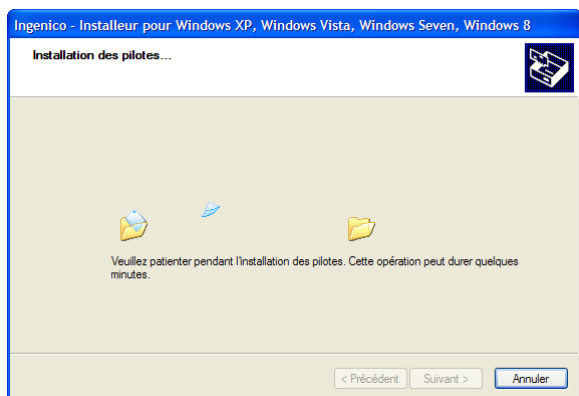 Ingenico - Installeur pour Windows XP, Windows Vista, Windows Seven, Windows 8
Installation des pilotes...
Veuillez patienter pendant l'installation des pilotes. Cette opération peut durer quelques
minutes.
< Précédent Suivant > Annuler